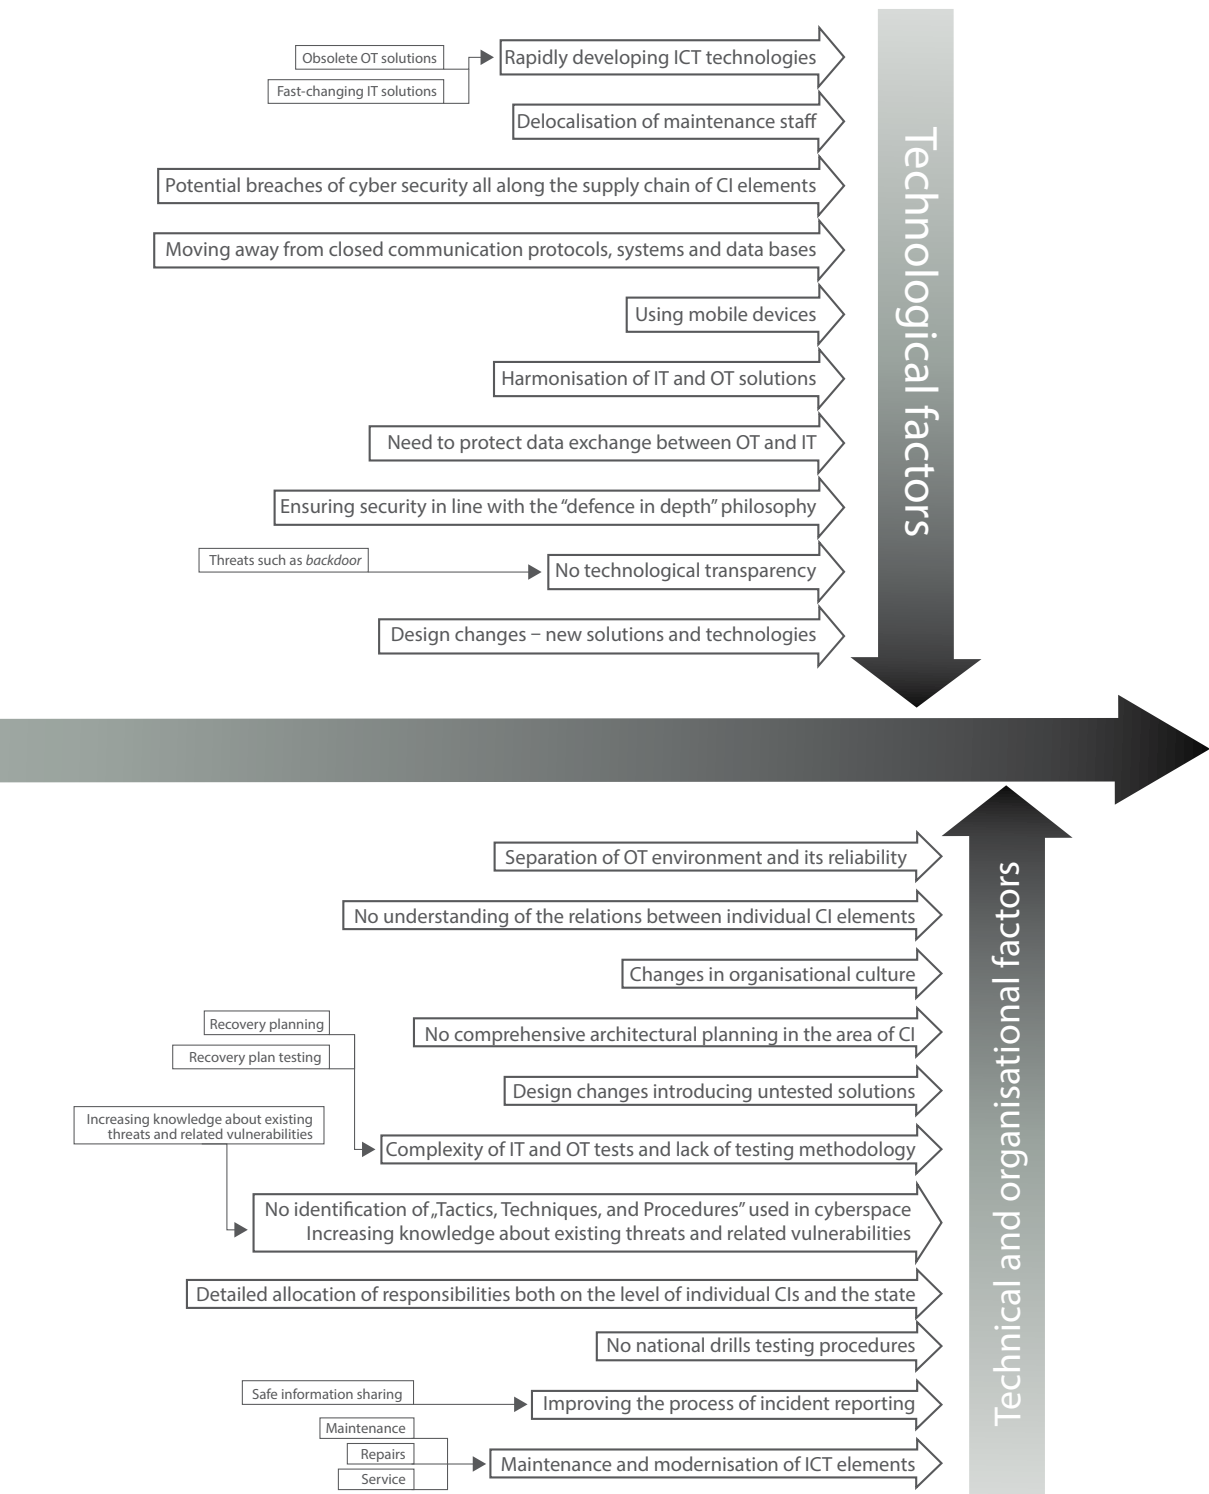 Obsolete OT solutions
Fast-changing IT solutions
Rapidly developing ICT technologies
Delocalisation of maintenance staff
Potential breaches of cyber security all along the supply chain of CI elements
Moving away from closed communication protocols, systems and data bases
Using mobile devices
Harmonisation of IT and OT solutions
Need to protect data exchange between OT and IT
Ensuring security in line with the “defence in depth” philosophy
Threats such as backdoor
No technological transparency
Design changes – new solutions and technologies
Technological factors
Separation of OT environment and its reliability
No understanding of the relations between individual CI elements
Changes in organisational culture
Recovery planning
Recovery plan testing
No comprehensive architectural planning in the area of CI
Design changes introducing untested solutions
Increasing knowledge about existing
threats and related vulnerabilities
Complexity of IT and OT tests and lack of testing methodology
No identification of „Tactics, Techniques, and Procedures” used in cyberspace
Increasing knowledge about existing threats and related vulnerabilities
Detailed allocation of responsibilities both on the level of individual CIs and the state
No national drills testing procedures
Safe information sharing
Improving the process of incident reporting
Maintenance
Repairs
Service
Maintenance and modernisation of ICT elements
Technical and organisational factors